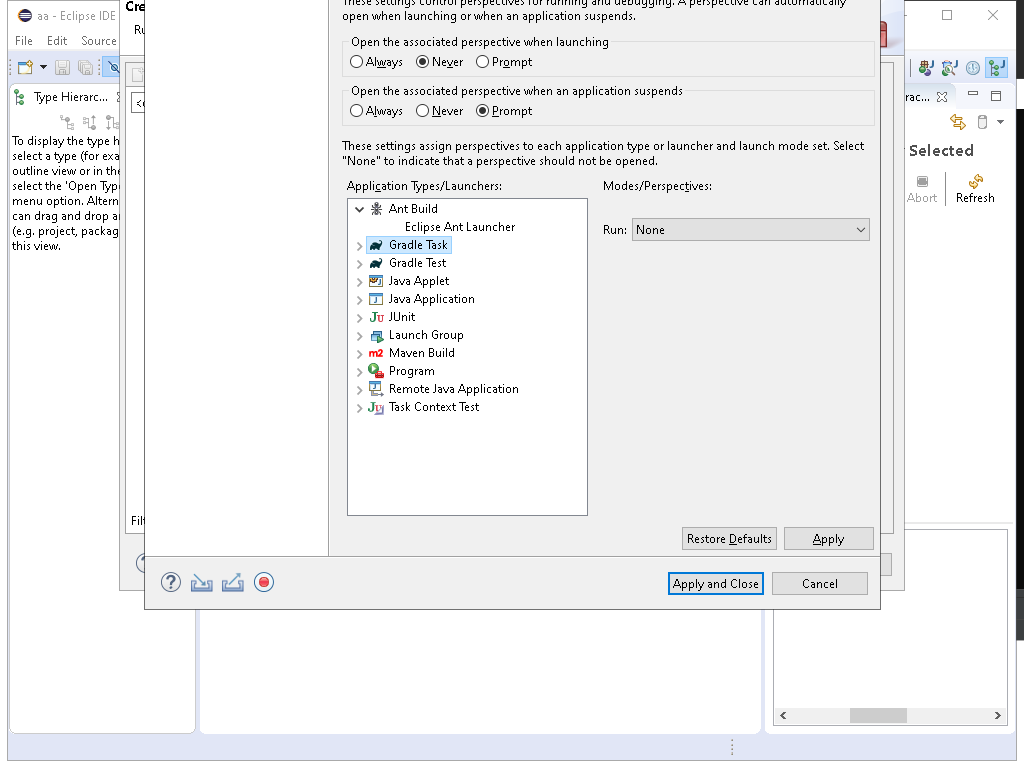 aa - Eclipse IDE
Cre
File Edit Source
These settings control perspectives for running and debugging. A perspective can automatically
open when launching or when an application suspends.
Open the associated perspective when launching
Always Never Prompt
Open the associated perspective when an application suspends
Always Never Prompt
These settings assign perspectives to each application type or launcher and launch mode set. Select
"None" to indicate that a perspective should not be opened.
Application Types/Launchers:
Modes/Perspectives:
Ant Build
Eclipse Ant Launcher
Gradle Task
Gradle Test
Java Applet
Java Application
JUnit
Launch Group
Maven Build
Program
Remote Java Application
Task Context Test
Run: None
Restore Defaults Apply
Apply and Close Cancel
Type Hierarc...
To display the type h
select a type (for exa
outline view or in the
select the 'Open Type
menu option. Altern
can drag and drop a
(e.g. project, packag
this view.
Filt
rac...
Selected
Abort Refresh